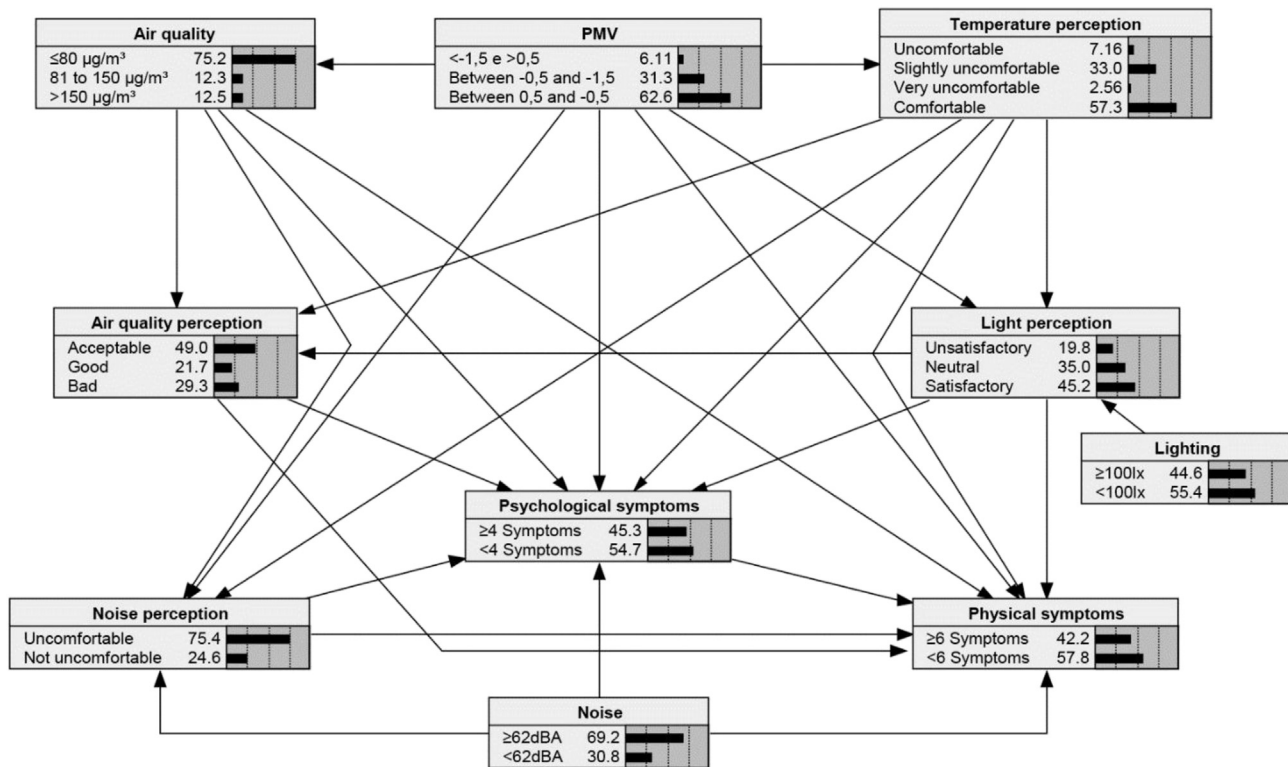 Air quality
≤80 μg/m³ 75.2
81 to 150 μg/m³ 12.3
>150 μg/m³ 12.5
PMV
<-1,5 e >0,5 6.11
Between -0,5 and -1,5 31.3
Between 0,5 and -0,5 62.6
Temperature perception
Uncomfortable 7.16
Slightly uncomfortable 33.0
Very uncomfortable 2.56
Comfortable 57.3
Air quality perception
Acceptable 49.0
Good 21.7
Bad 29.3
Light perception
Unsatisfactory 19.8
Neutral 35.0
Satisfactory 45.2
Lighting
≥100lx 44.6
<100lx 55.4
Psychological symptoms
≥4 Symptoms 45.3
<4 Symptoms 54.7
Noise perception
Uncomfortable 75.4
Not uncomfortable 24.6
Physical symptoms
≥6 Symptoms 42.2
<6 Symptoms 57.8
Noise
≥62dBA 69.2
<62dBA 30.8